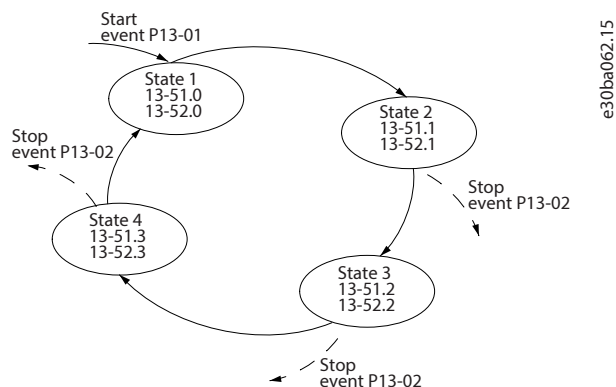 Start
event P13-01
e30ba062.15
State 1
13-51.0
13-52.0
State 2
13-51.1
13-52.1
Stop
event P13-02
Stop
event P13-02
State 4
13-51.3
13-52.3
State 3
13-51.2
13-52.2
Stop
event P13-02